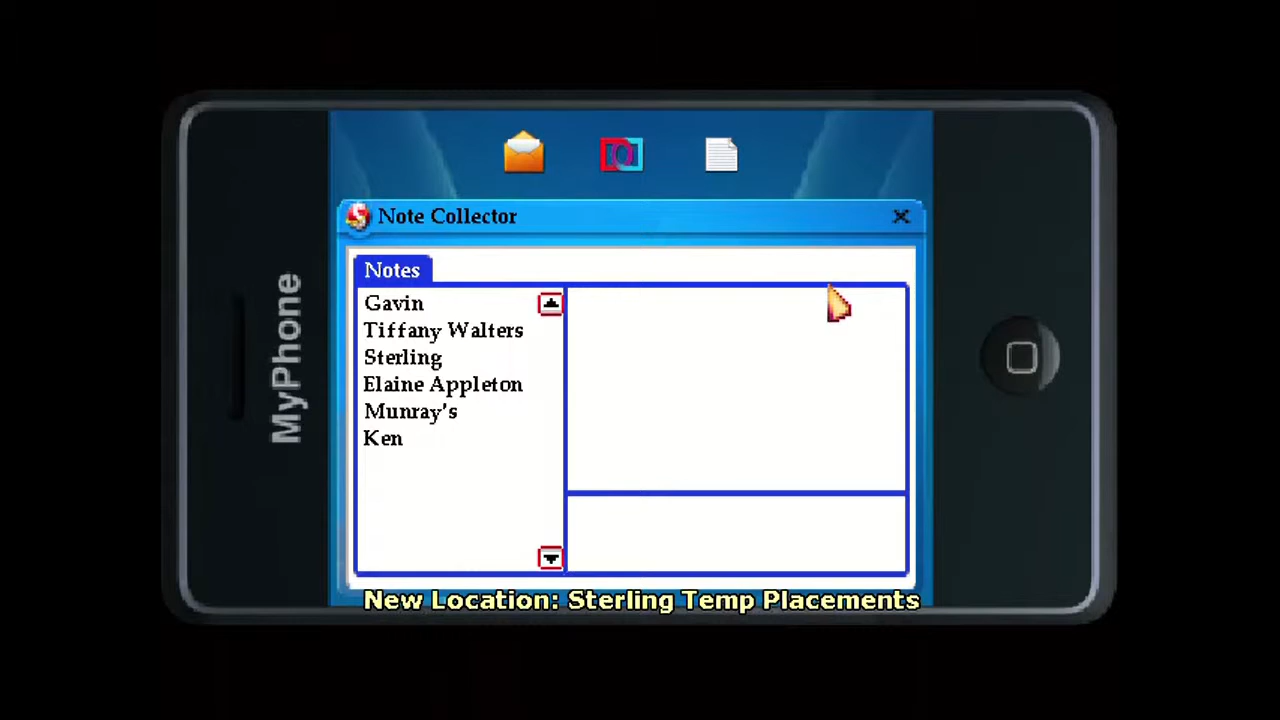 MyPhone
Note Collector
Notes
Gavin
Tiffany Walters
Sterling
Elaine Appleton
Munray's
Ken
New Location: Sterling Temp Placements